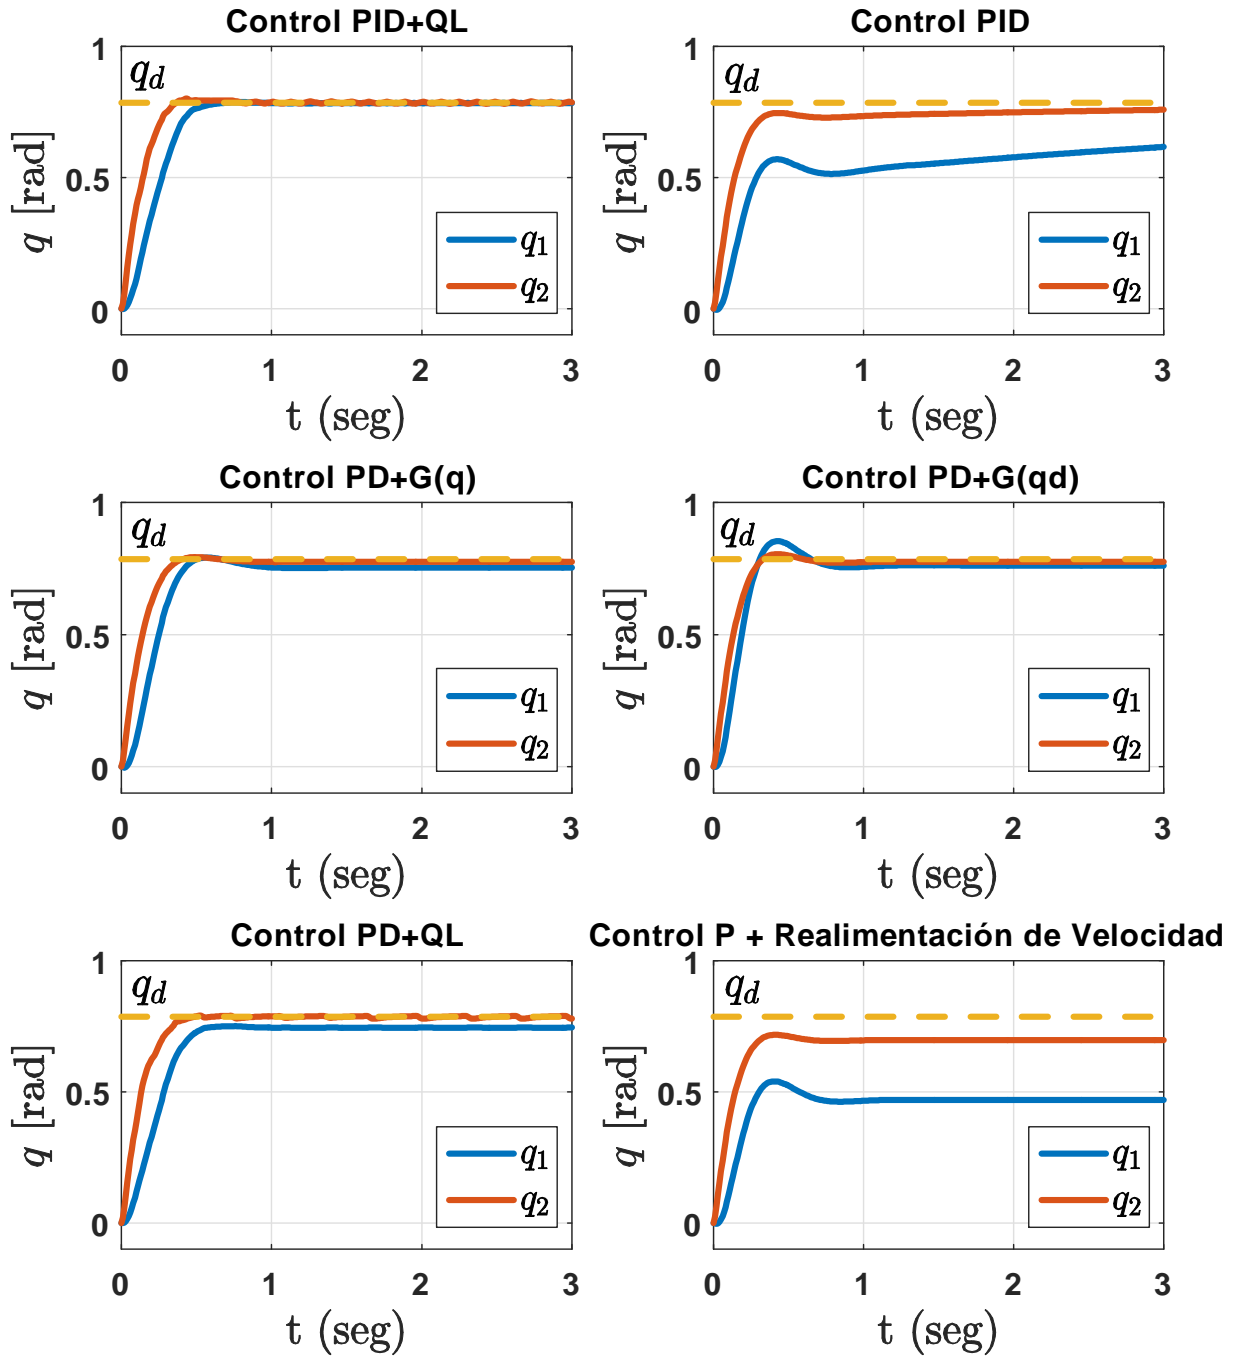 Control PID+QL
1
0.5
0
q [rad]
q_d
q_1
q_2
0 1 2 3
t (seg)
Control PID
1
0.5
0
q [rad]
q_d
q_1
q_2
0 1 2 3
t (seg)
Control PD+G(q)
1
0.5
0
q [rad]
q_d
q_1
q_2
0 1 2 3
t (seg)
Control PD+G(qd)
1
0.5
0
q [rad]
q_d
q_1
q_2
0 1 2 3
t (seg)
Control PD+QL
1
0.5
0
q [rad]
q_d
q_1
q_2
0 1 2 3
t (seg)
Control P + Realimentación de Velocidad
1
0.5
0
q [rad]
q_d
q_1
q_2
0 1 2 3
t (seg)